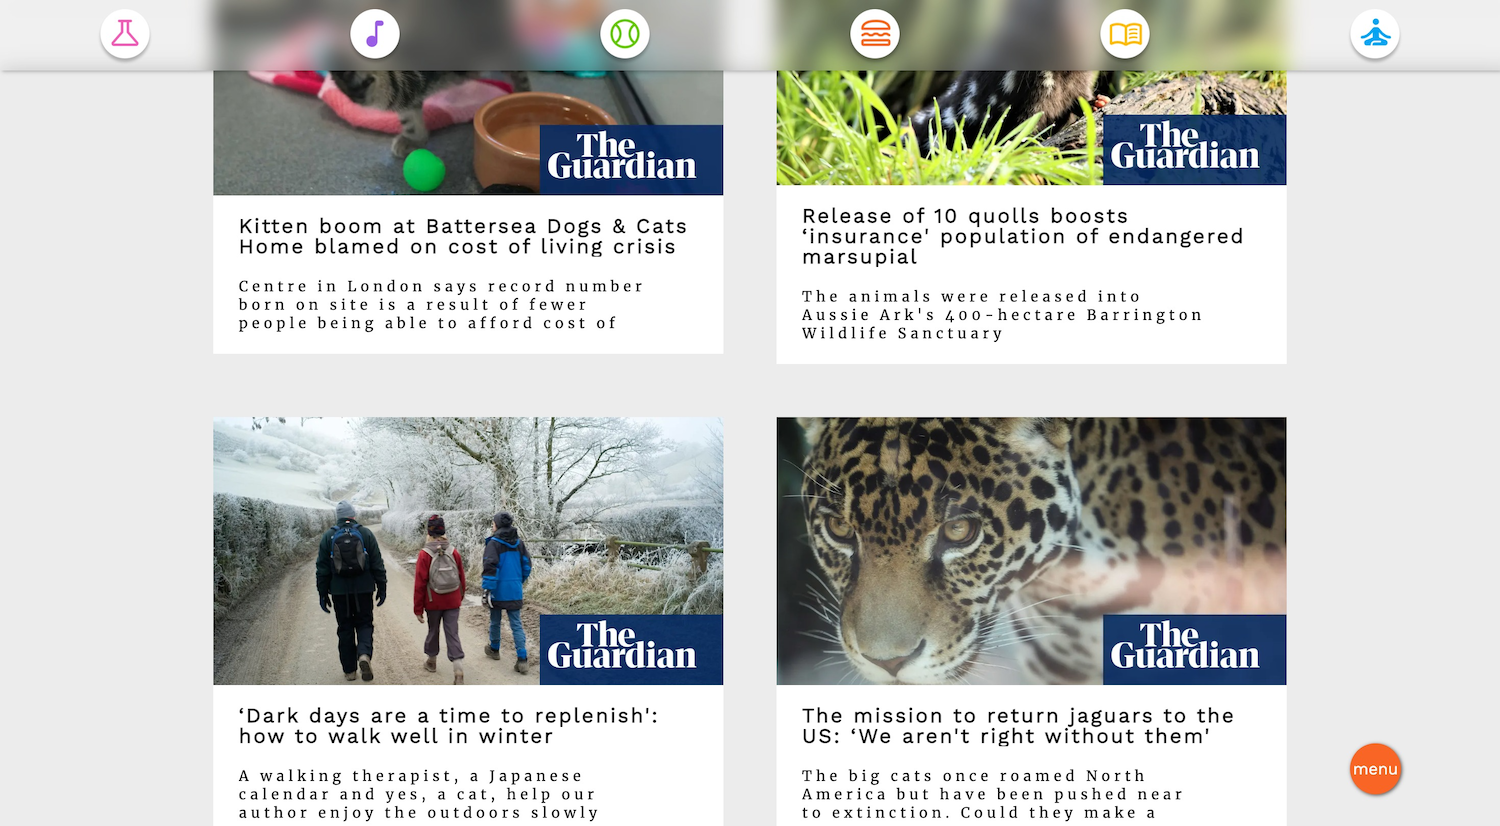 The
Guardian
Kitten boom at Battersea Dogs & Cats
Home blamed on cost of living crisis
Centre in London says record number
born on site is a result of fewer
people being able to afford cost of
The
Guardian
Release of 10 quolls boosts
‘insurance' population of endangered
marsupial
The animals were released into
Aussie Ark's 400-hectare Barrington
Wildlife Sanctuary
The
Guardian
‘Dark days are a time to replenish':
how to walk well in winter
A walking therapist, a Japanese
calendar and yes, a cat, help our
author enjoy the outdoors slowly
The
Guardian
The mission to return jaguars to the
US: ‘We aren't right without them'
The big cats once roamed North
America but have been pushed near
to extinction. Could they make a
menu